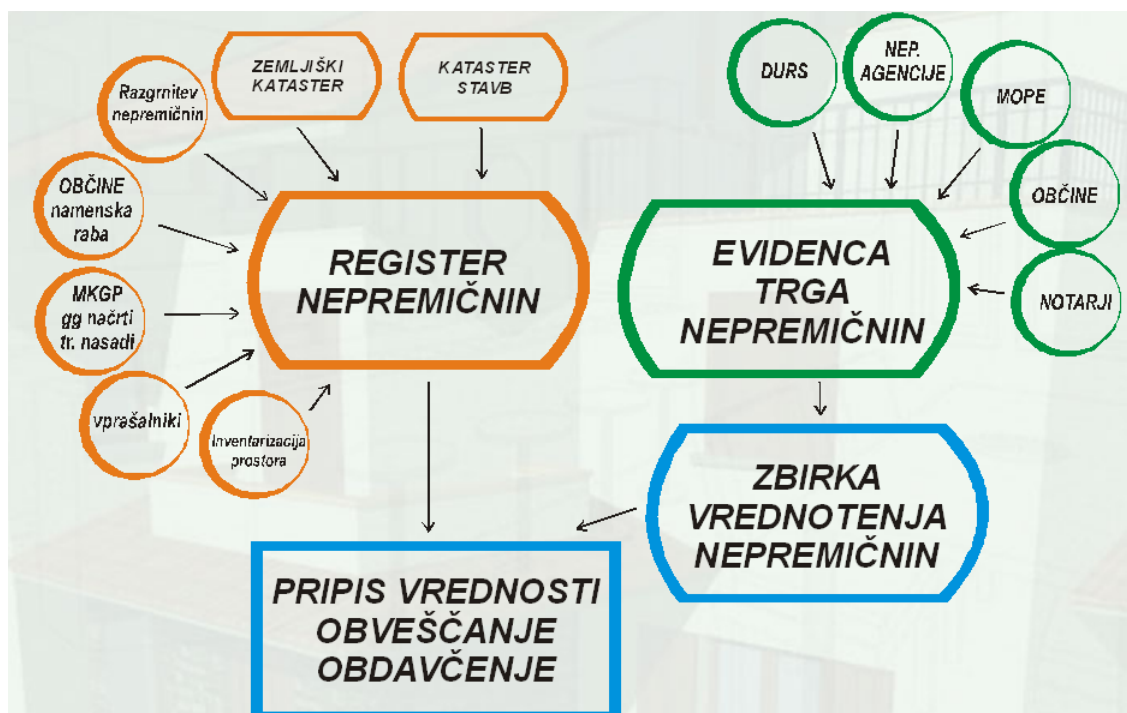 ZEMLJIŠKI
KATASTER
KATASTER
STAVB
Razgrnitev
nepremičnin
OBČINE
namenska
raba
MKGP
gg načrti
tr. nasadi
vprašalniki
Inventarizacija
prostora
REGISTER
NEPREMIČNIN
DURS
NEP.
AGENCIJE
MOPE
OBČINE
NOTARJI
EVIDENCA
TRGA
NEPREMIČNIN
ZBIRKA
VREDNOTENJA
NEPREMIČNIN
PRIPIS VREDNOSTI
OBVEŠČANJE
OBDAVČENJE